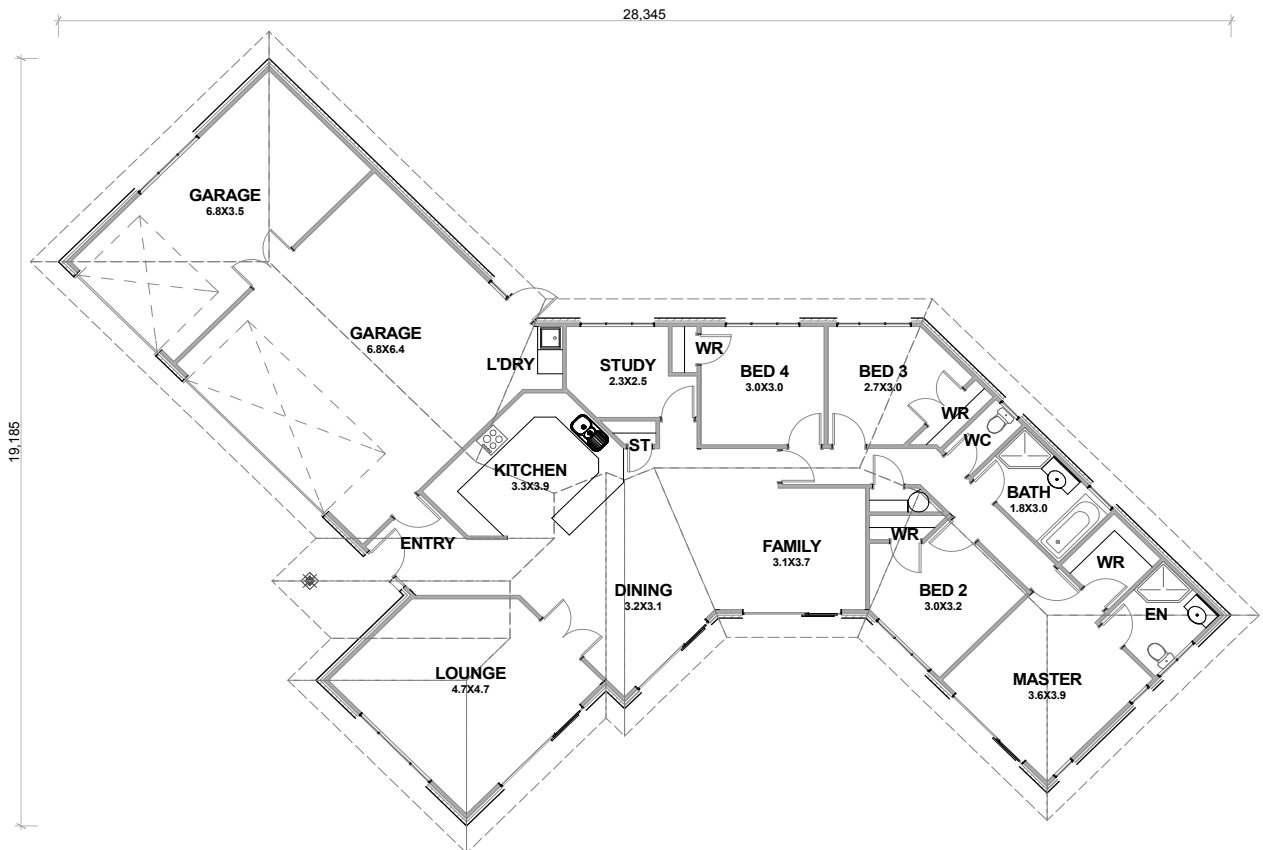 28,345
19,185
GARAGE
6.8X3.5
GARAGE
6.8X6.4
L'DRY
STUDY
2.3X2.5
WR
BED 4
3.0X3.0
BED 3
2.7X3.0
WR
WC
ST
KITCHEN
3.3X3.9
BATH
1.8X3.0
ENTRY
FAMILY
3.1X3.7
WR
WR
DINING
3.2X3.1
BED 2
3.0X3.2
EN
LOUNGE
4.7X4.7
MASTER
3.6X3.9